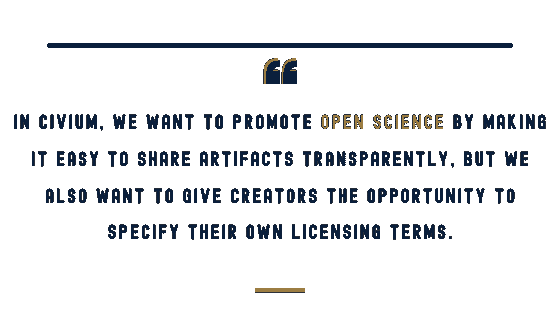 IN CIVIUM, WE WANT TO PROMOTE OPEN SCIENCE BY MAKING
IT EASY TO SHARE ARTIFACTS TRANSPARENTLY, BUT WE
ALSO WANT TO GIVE CREATORS THE OPPORTUNITY TO
SPECIFY THEIR OWN LICENSING TERMS.